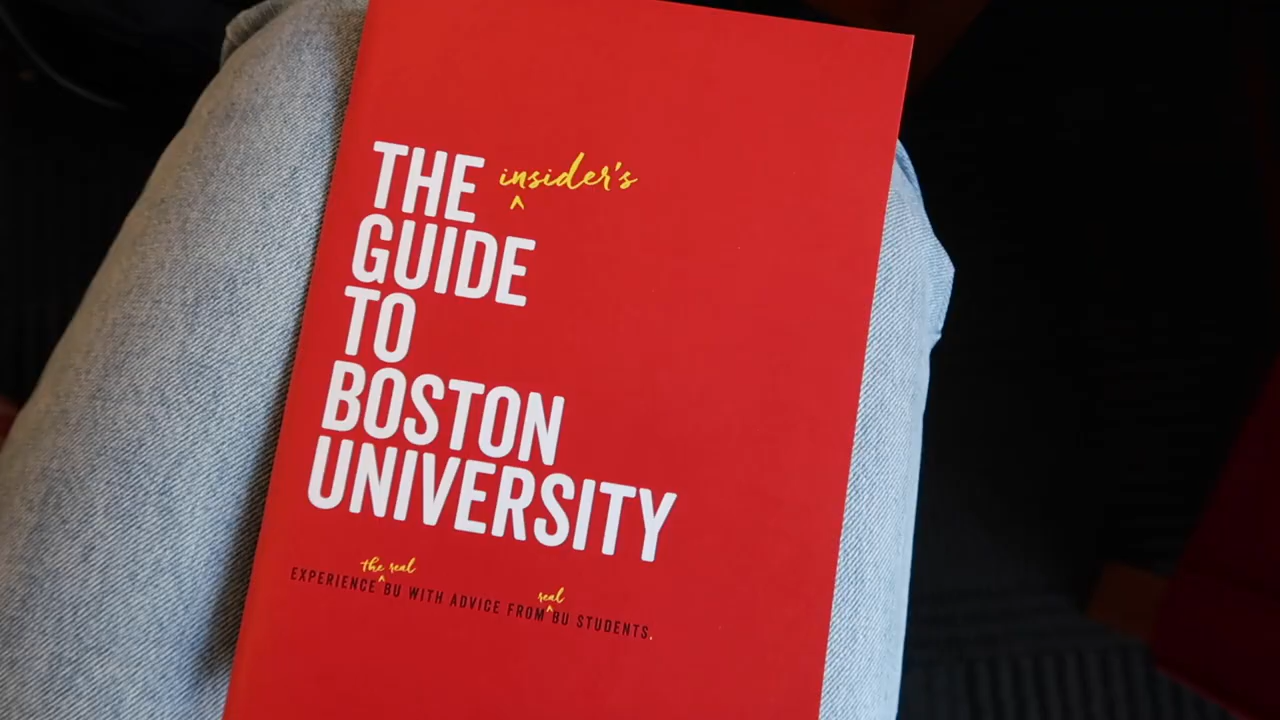 THE insider's
GUIDE
TO
BOSTON
UNIVERSITY
EXPERIENCE the real BU WITH ADVICE FROM real BU STUDENTS.